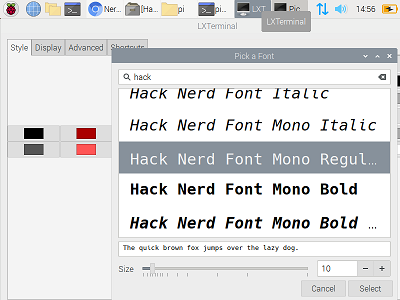 Ner...
[Ha...
pi
pi...
LXT
Pic
14:56
LXTerminal
LXTerminal
Style Display Advanced Shortcuts
Pick a Font
hack
Hack Nerd Font Italic
Hack Nerd Font Mono Italic
Hack Nerd Font Mono Regul...
Hack Nerd Font Mono Bold
Hack Nerd Font Mono Bold ...
The quick brown fox jumps over the lazy dog.
Size 10 − +
Cancel Select